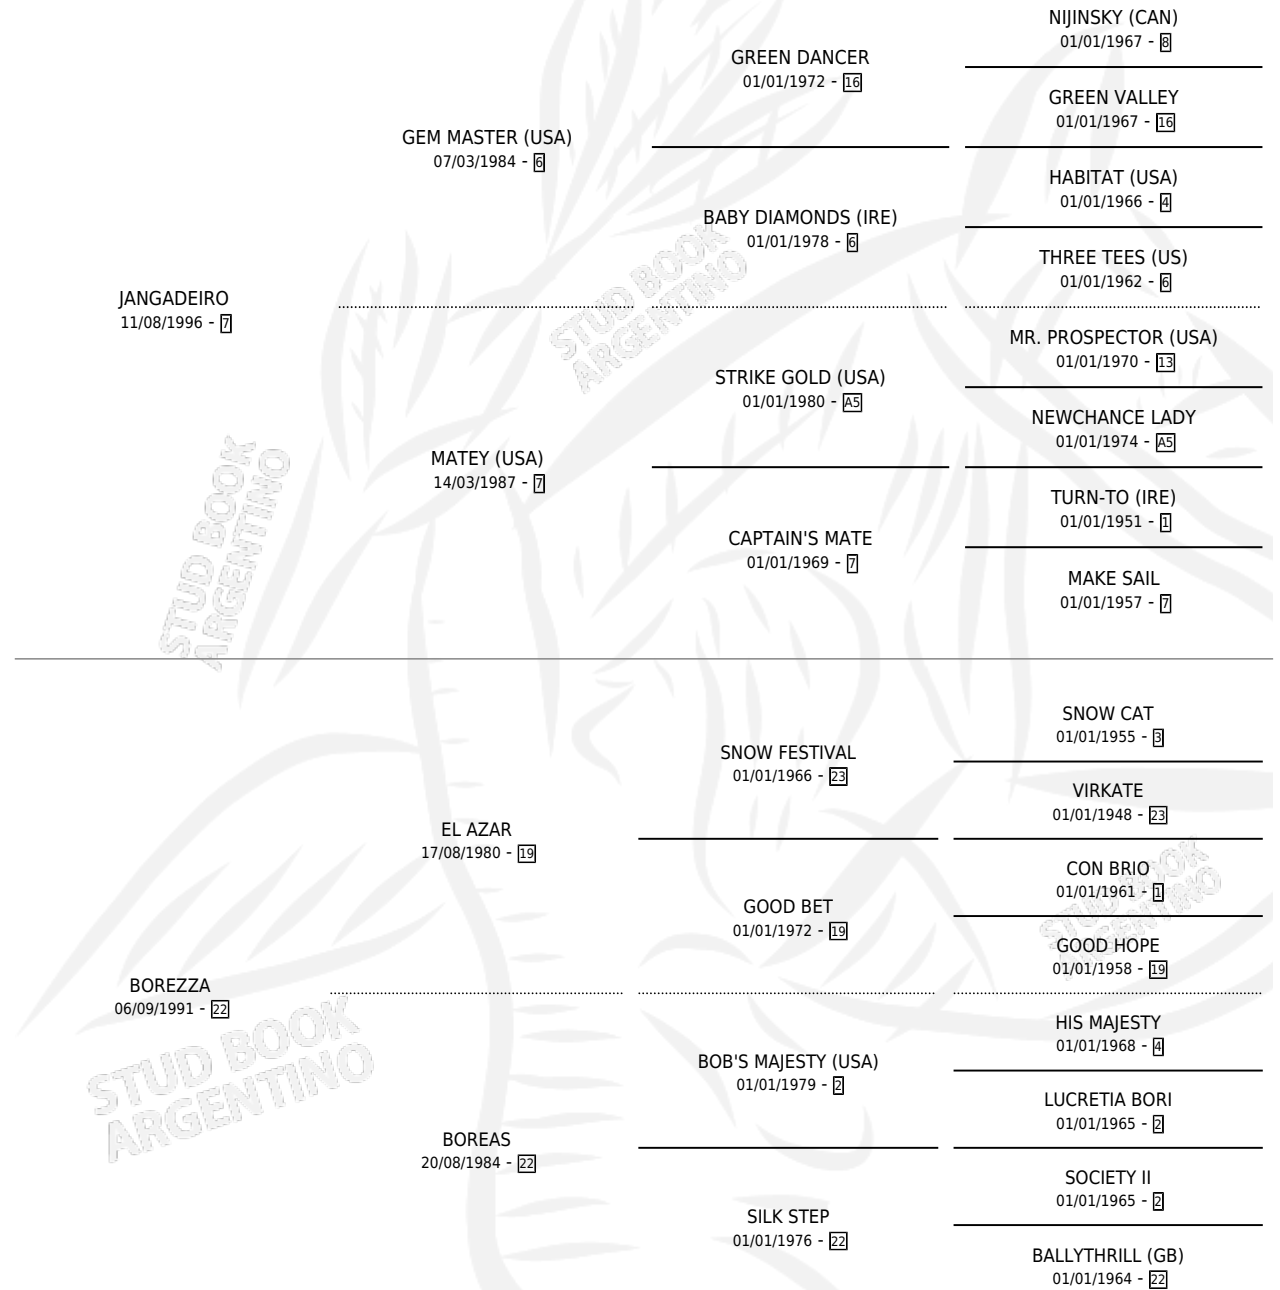 NIJINSKY (CAN)
01/01/1967 - 8
GREEN DANCER
01/01/1972 - 16
GREEN VALLEY
01/01/1967 - 16
GEM MASTER (USA)
07/03/1984 - 6
HABITAT (USA)
01/01/1966 - 4
BABY DIAMONDS (IRE)
01/01/1978 - 6
THREE TEES (US)
01/01/1962 - 6
JANGADEIRO
11/08/1996 - 7
MR. PROSPECTOR (USA)
01/01/1970 - 13
STRIKE GOLD (USA)
01/01/1980 - A5
NEWCHANCE LADY
01/01/1974 - A5
MATEY (USA)
14/03/1987 - 7
TURN-TO (IRE)
01/01/1951 - 1
CAPTAIN'S MATE
01/01/1969 - 7
MAKE SAIL
01/01/1957 - 7
SNOW CAT
01/01/1955 - 3
SNOW FESTIVAL
01/01/1966 - 23
VIRKATE
01/01/1948 - 23
EL AZAR
17/08/1980 - 19
CON BRIO
01/01/1961 - 1
GOOD BET
01/01/1972 - 19
GOOD HOPE
01/01/1958 - 19
BOREZZA
06/09/1991 - 22
HIS MAJESTY
01/01/1968 - 4
BOB'S MAJESTY (USA)
01/01/1979 - 2
LUCRETIA BORI
01/01/1965 - 2
BOREAS
20/08/1984 - 22
SOCIETY II
01/01/1965 - 2
SILK STEP
01/01/1976 - 22
BALLYTHRILL (GB)
01/01/1964 - 22
STUD BOOK
ARGENTINO
STUD BOOK
ARGENTINO
STUD BOOK
ARGENTINO
STUD BOOK
ARGENTINO